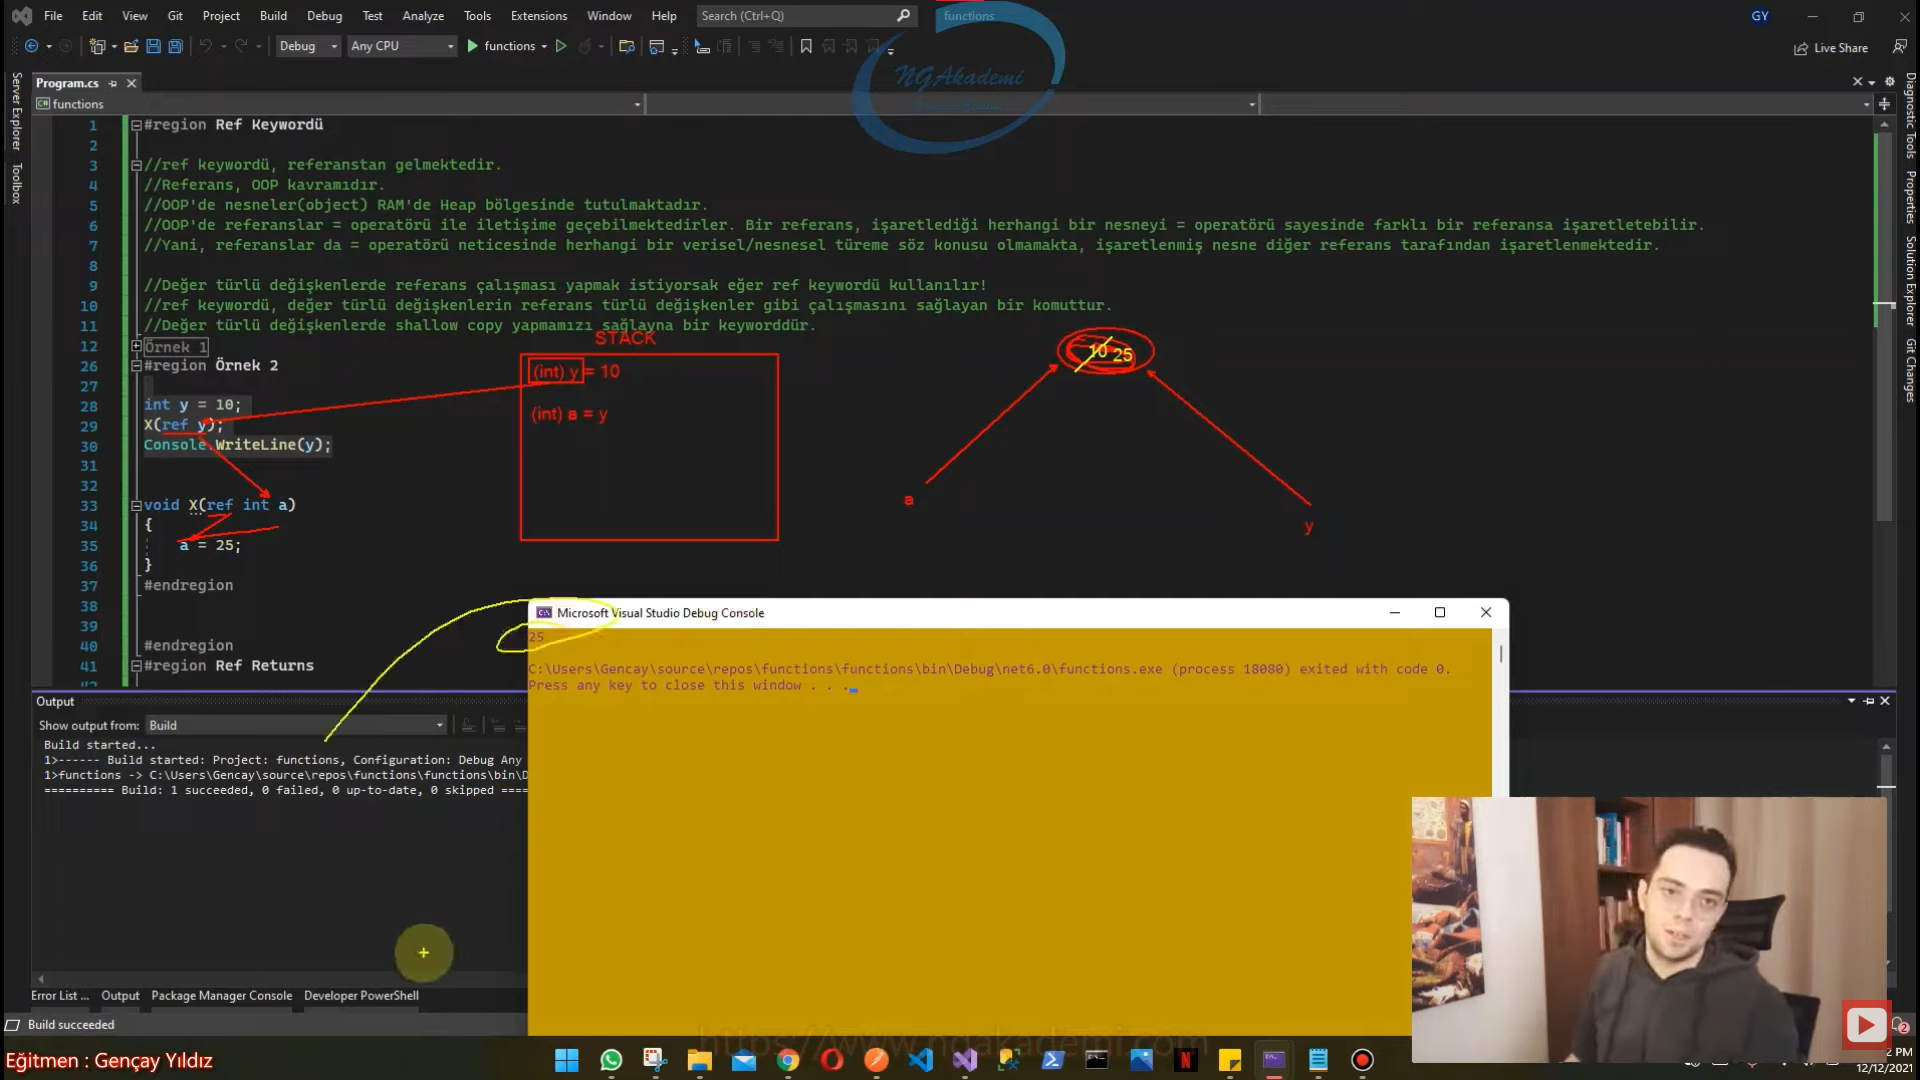 File Edit View Git Project Build Debug Test Analyze Tools Extensions Window Help Search (Ctrl+Q) functions GY
Debug Any CPU functions Live Share
NGAkademi
Program.cs
functions
Server Explorer
Toolbox
Diagnostic Tools
Properties
Solution Explorer
Git Changes
1 #region Ref Keywordü
2
3 //ref keywordü, referanstan gelmektedir.
4 //Referans, OOP kavramıdır.
5 //OOP'de nesneler(object) RAM'de Heap bölgesinde tutulmaktadır.
6 //OOP'de referanslar = operatörü ile iletişime geçebilmektedirler. Bir referans, işaretlediği herhangi bir nesneyi = operatörü sayesinde farklı bir referansa işaretletebilir.
7 //Yani, referanslar da = operatörü neticesinde herhangi bir verisel/nesnesel türeme söz konusu olmamakta, işaretlenmiş nesne diğer referans tarafından işaretlenmektedir.
8
9 //Değer türlü değişkenlerde referans çalışması yapmak istiyorsak eğer ref keywordü kullanılır!
10 //ref keywordü, değer türlü değişkenlerin referans türlü değişkenler gibi çalışmasını sağlayan bir komuttur.
11 //Değer türlü değişkenlerde shallow copy yapmamızı sağlayna bir keyworddür.
12 Örnek 1
26 #region Örnek 2
27
28 int y = 10;
29 X(ref y);
30 Console.WriteLine(y);
31
32
33 void X(ref int a)
34 {
35 a = 25;
36 }
37 #endregion
38
39
40 #endregion
41 #region Ref Returns
42
STACK
(int) y = 10
(int) a = y
10 25
a
y
Microsoft Visual Studio Debug Console
25
C:\Users\Gencay\source\repos\functions\functions\bin\Debug\net6.0\functions.exe (process 18080) exited with code 0.
Press any key to close this window . . .
Output
Show output from: Build
Build started...
1>------ Build started: Project: functions, Configuration: Debug Any
1>functions -> C:\Users\Gencay\source\repos\functions\functions\bin\D
========== Build: 1 succeeded, 0 failed, 0 up-to-date, 0 skipped =====
Error List ... Output Package Manager Console Developer PowerShell
Build succeeded
2
https://www.ngakademi.com
Eğitmen : Gençay Yıldız
2 PM
12/12/2021